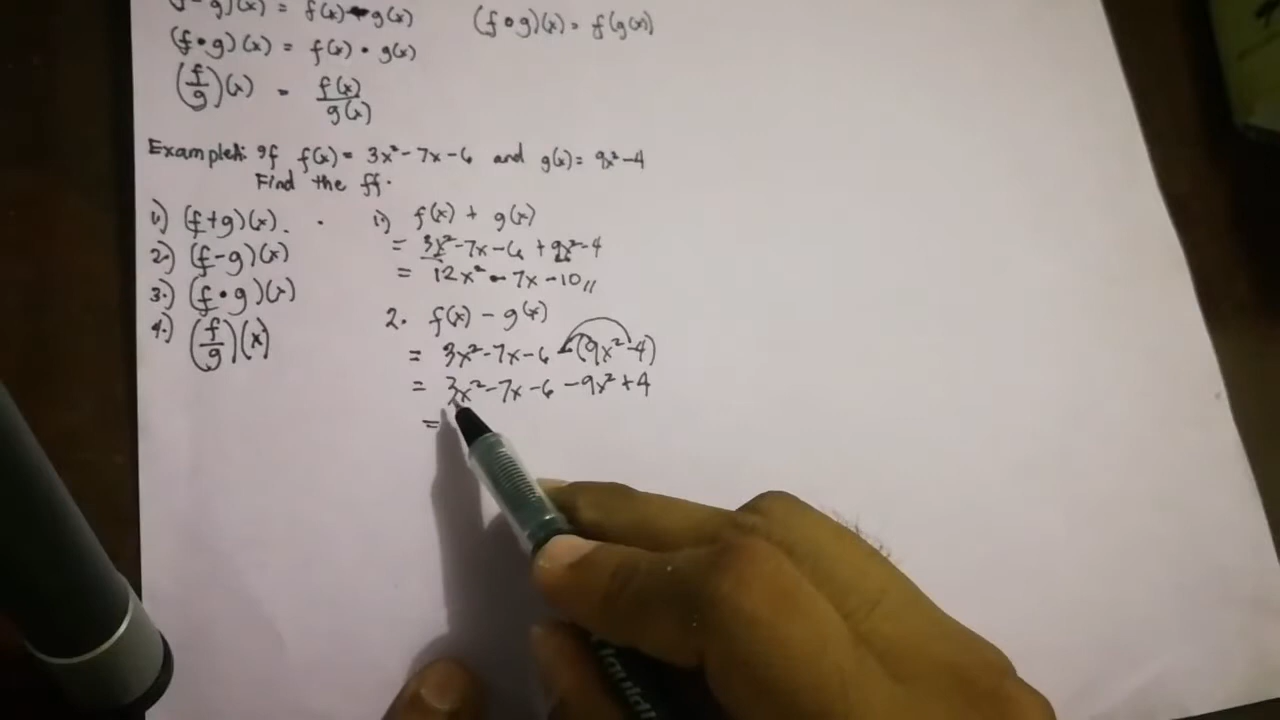 g)(x) = f(x) - g(x)
(f∘g)(x) = f(g(x))
(f•g)(x) = f(x) • g(x)
(f/g)(x) = f(x)/g(x)
Example1: If f(x) = 3x² - 7x - 6 and g(x) = 9x² - 4
Find the ff.
1) (f+g)(x).
2.) (f-g)(x)
3.) (f•g)(x)
4.) (f/g)(x)
1.) f(x) + g(x)
= 3x² - 7x - 6 + 9x² - 4
= 12x² - 7x - 10 //
2. f(x) - g(x)
= 3x² - 7x - 6 - (9x² - 4)
= 3x² - 7x - 6 - 9x² + 4
=